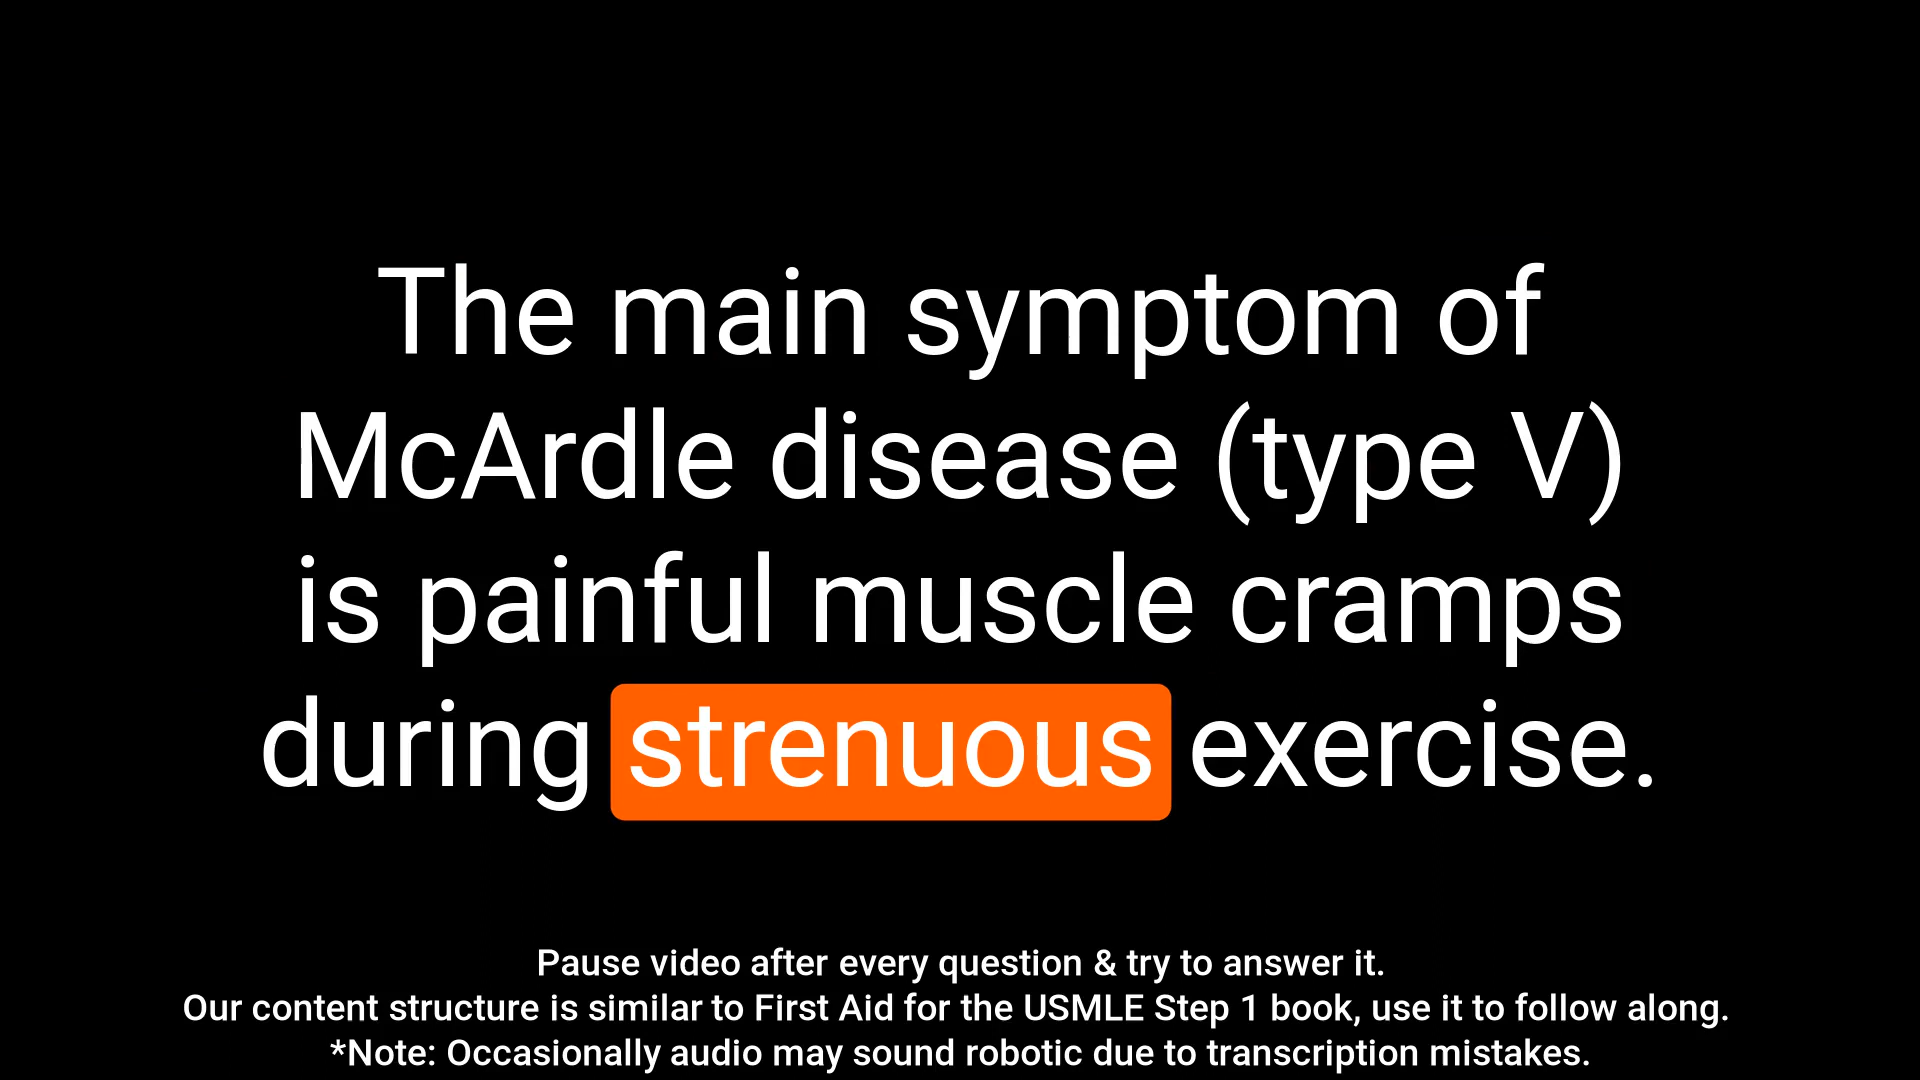 The main symptom of
McArdle disease (type V)
is painful muscle cramps
during strenuous exercise.
Pause video after every question & try to answer it.
Our content structure is similar to First Aid for the USMLE Step 1 book, use it to follow along.
*Note: Occasionally audio may sound robotic due to transcription mistakes.